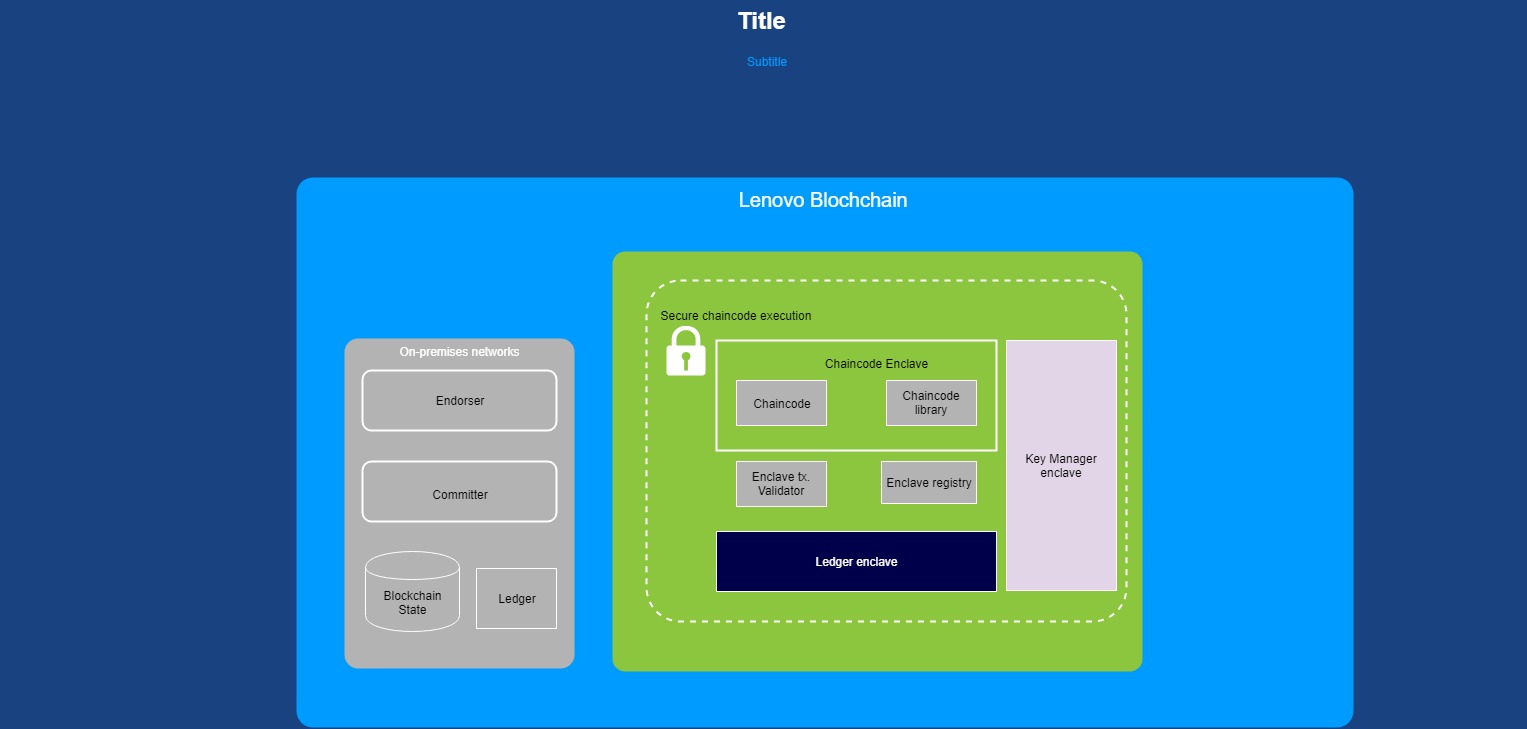 Title
Subtitle
Lenovo Blochchain
On-premises networks
Endorser
Committer
Blockchain
State
Ledger
Secure chaincode execution
Chaincode Enclave
Chaincode
Chaincode
library
Enclave tx.
Validator
Enclave registry
Ledger enclave
Key Manager
enclave